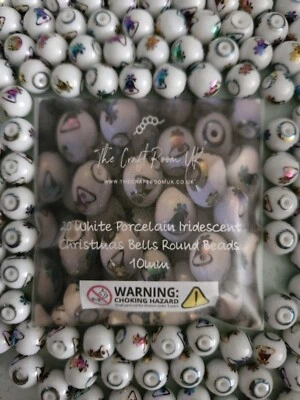 The Craft Room UK
WWW.THECRAFTROOMUK.CO.UK
20 White Porcelain Iridescent
Christmas Bells Round Beads
10mm
WARNING:
CHOKING HAZARD